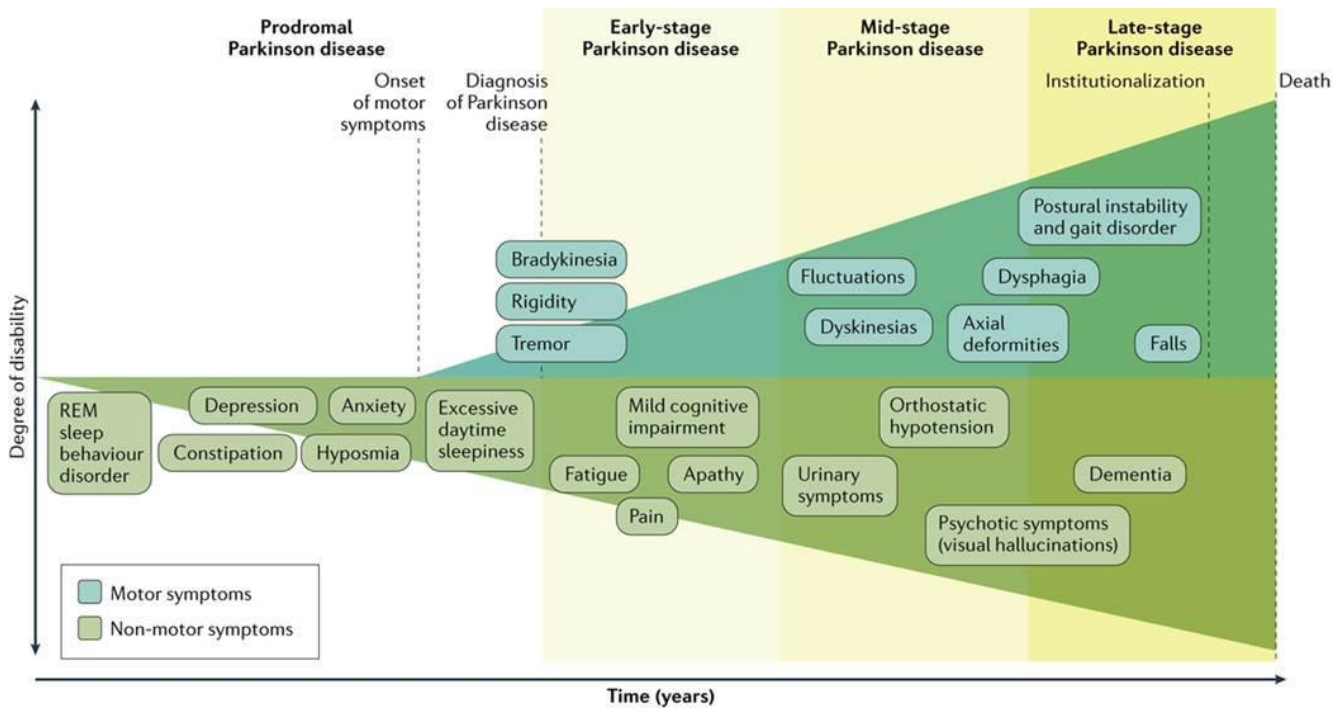 Prodromal
Parkinson disease
Early-stage
Parkinson disease
Mid-stage
Parkinson disease
Late-stage
Parkinson disease
Onset
of motor
symptoms
Diagnosis
of Parkinson
disease
Institutionalization
Death
Degree of disability
Postural instability
and gait disorder
Bradykinesia
Rigidity
Tremor
Fluctuations
Dysphagia
Dyskinesias
Axial
deformities
Falls
REM
sleep
behaviour
disorder
Depression
Anxiety
Constipation
Hyposmia
Excessive
daytime
sleepiness
Mild cognitive
impairment
Fatigue
Apathy
Pain
Orthostatic
hypotension
Urinary
symptoms
Dementia
Psychotic symptoms
(visual hallucinations)
Motor symptoms
Non-motor symptoms
Time (years)